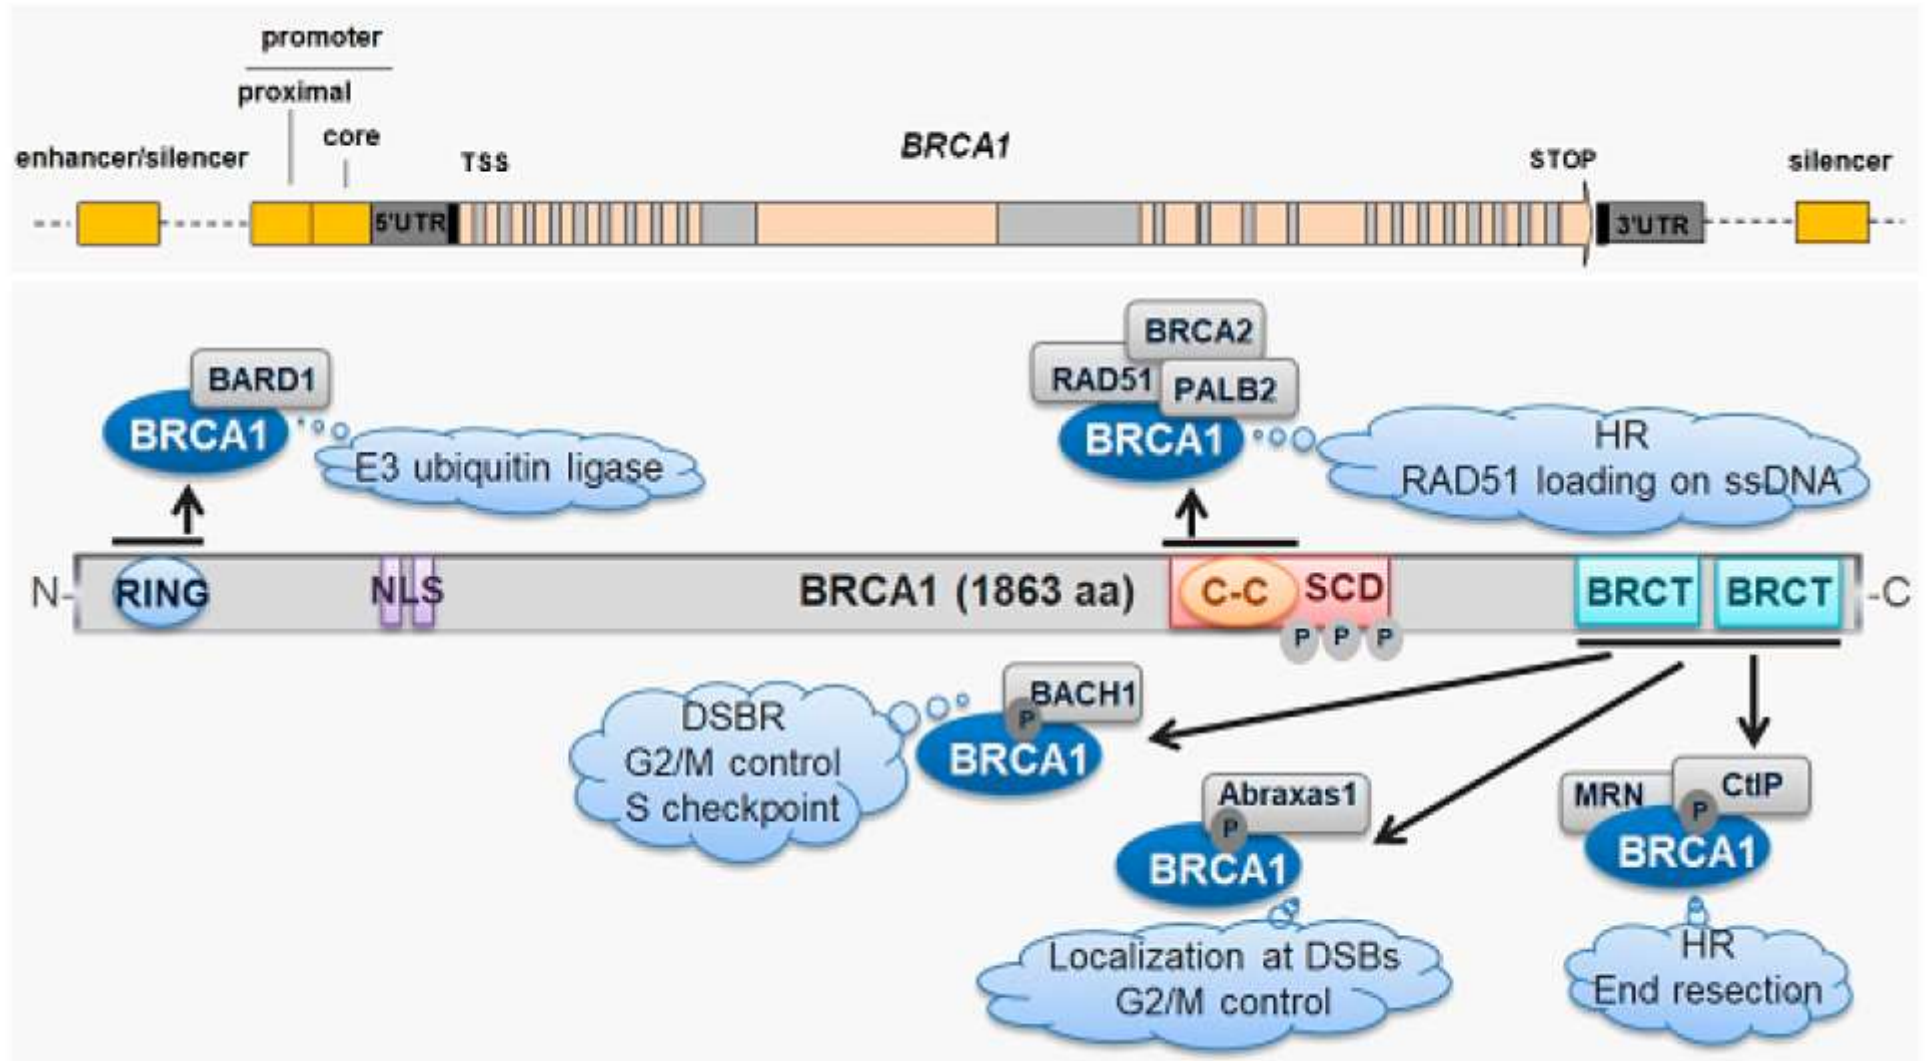 promoter
proximal
core
enhancer/silencer
TSS
BRCA1
STOP
silencer
5'UTR
3'UTR
BRCA2
BARD1
RAD51
PALB2
BRCA1
BRCA1
HR
E3 ubiquitin ligase
RAD51 loading on ssDNA
N-
RING
NLS
BRCA1 (1863 aa)
C-C
SCD
BRCT
BRCT
-C
P
P
P
BACH1
P
DSBR
BRCA1
G2/M control
S checkpoint
Abraxas1
P
BRCA1
MRN
CtIP
P
BRCA1
Localization at DSBs
G2/M control
HR
End resection